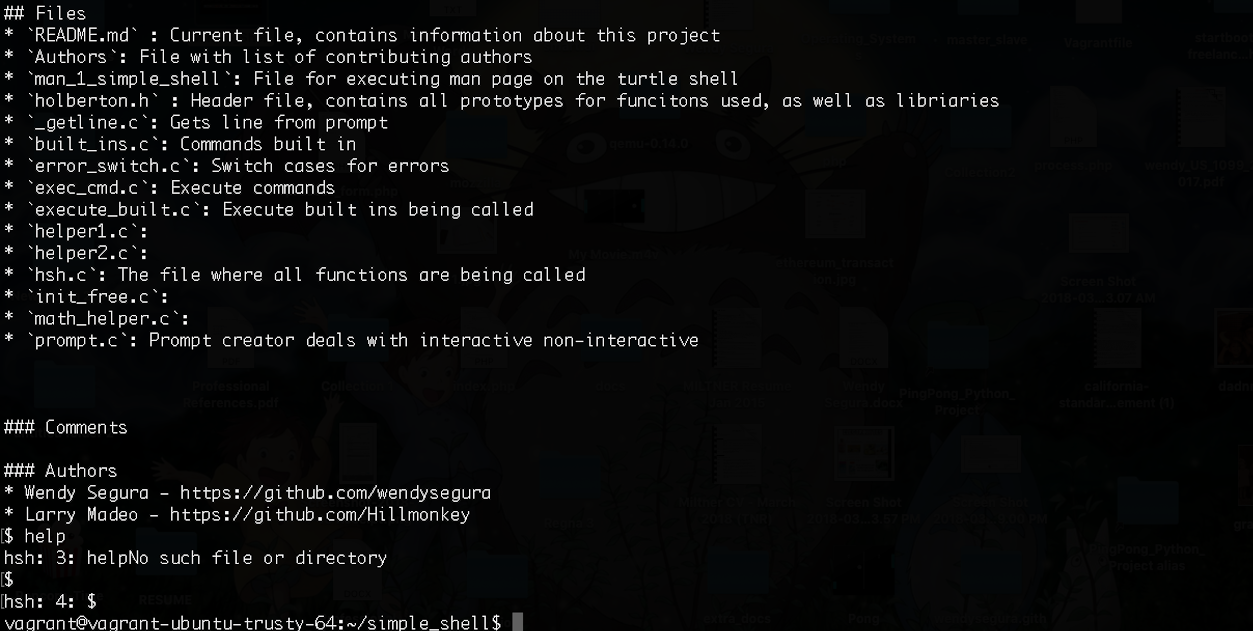 ## Files
* `README.md` : Current file, contains information about this project
* `Authors`: File with list of contributing authors
* `man_1_simple_shell`: File for executing man page on the turtle shell
* `holberton.h` : Header file, contains all prototypes for funcitons used, as well as libriaries
* `_getline.c`: Gets line from prompt
* `built_ins.c`: Commands built in
* `error_switch.c`: Switch cases for errors
* `exec_cmd.c`: Execute commands
* `execute_built.c`: Execute built ins being called
* `helper1.c`:
* `helper2.c`:
* `hsh.c`: The file where all functions are being called
* `init_free.c`:
* `math_helper.c`:
* `prompt.c`: Prompt creator deals with interactive non-interactive
### Comments
### Authors
* Wendy Segura - https://github.com/wendysegura
* Larry Madeo - https://github.com/Hillmonkey
[$ help
hsh: 3: helpNo such file or directory
[$
[hsh: 4: $
vagrant@vagrant-ubuntu-trusty-64:~/simple_shell$